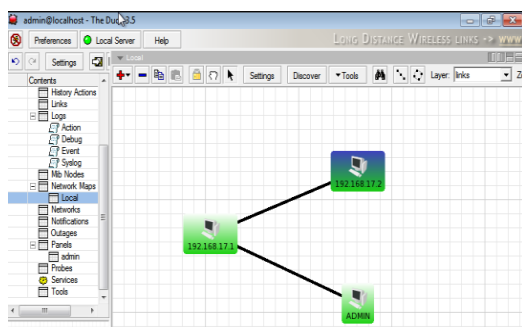 admin@localhost - The Dude 3.5
Preferences
Local Server
Help
LONG DISTANCE WIRELESS LINKS -> WWW
Settings
Local
Settings
Discover
Tools
Layer:
links
Contents
History Actions
Links
Logs
Action
Debug
Event
Syslog
Mib Nodes
Network Maps
Local
Networks
Notifications
Outages
Panels
admin
Probes
Services
Tools
192.168.17.2
192.168.17.1
ADMIN